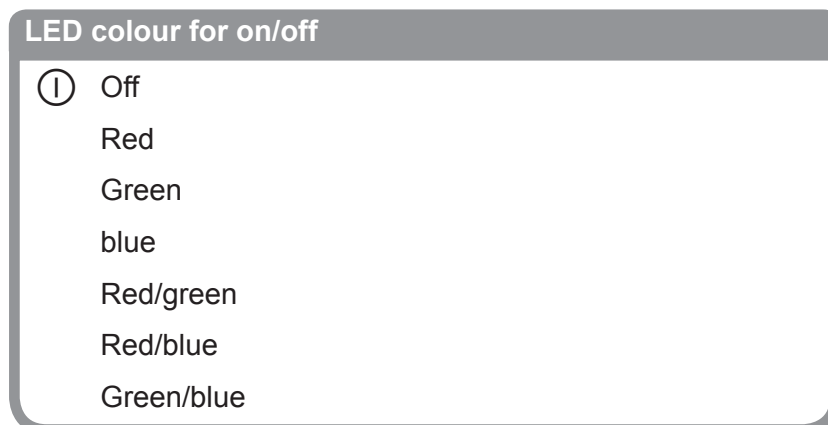 LED colour for on/off
Off
Red
Green
blue
Red/green
Red/blue
Green/blue